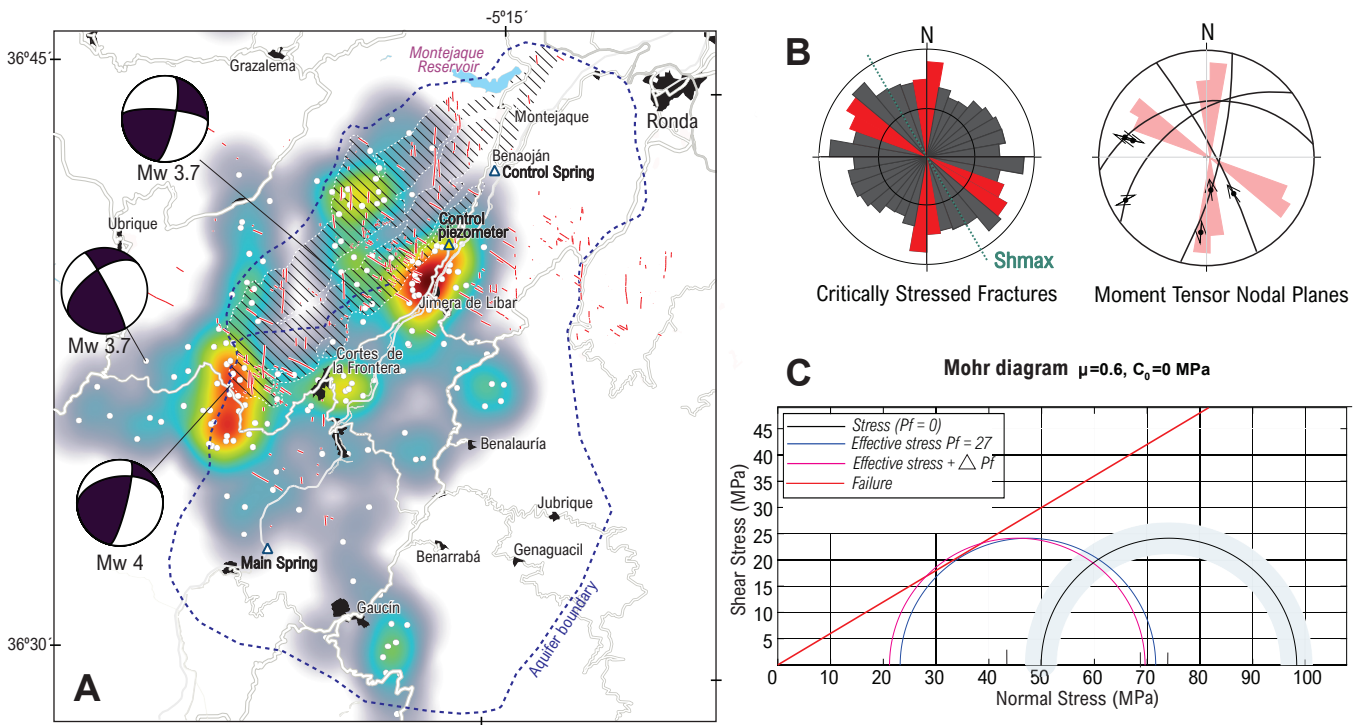 -5º15'
36º45'
Grazalema
Montejaque
Reservoir
Ronda
Montejaque
Mw 3.7
Benaoján
Control Spring
Ubrique
Control
piezometer
Jimera de Líbar
Mw 3.7
Cortes de
la Frontera
Benalauría
Mw 4
Jubrique
Benarrabá
Genaguacil
Main Spring
Gaucín
Aquifer boundary
36º30'
A
B
N
N
Shmax
Critically Stressed Fractures
Moment Tensor Nodal Planes
C
Mohr diagram μ=0.6, C₀=0 MPa
Stress (Pf = 0)
Effective stress Pf = 27
Effective stress + △ Pf
Failure
Shear Stress (MPa)
45
40
35
30
25
20
15
10
5
0 10 20 30 40 50 60 70 80 90 100
Normal Stress (MPa)